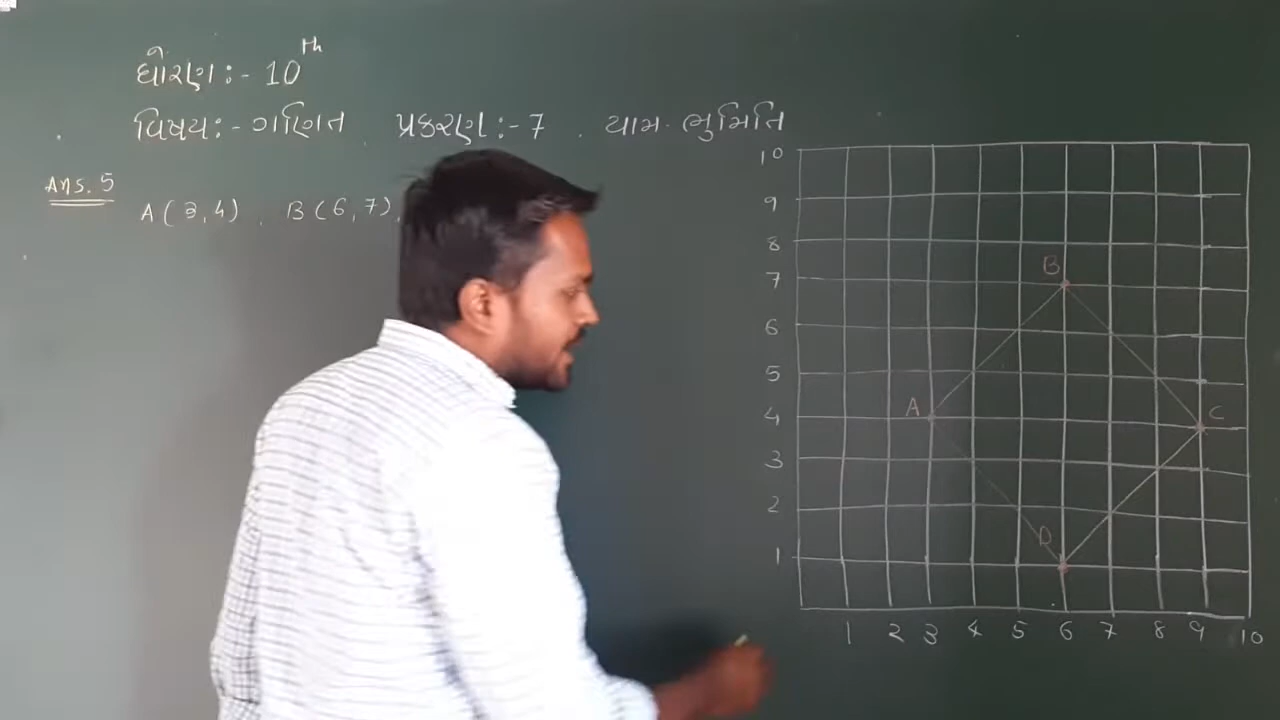 ધોરણ :- 10th
વિષય :- ગણિત , પ્રકરણ :- 7 . યામ ભુમિતિ
Ans. 5
A(3,4) , B(6,7),
10
9
8
7
6
5
4
3
2
1
B
A
C
D
1 2 3 4 5 6 7 8 9 10